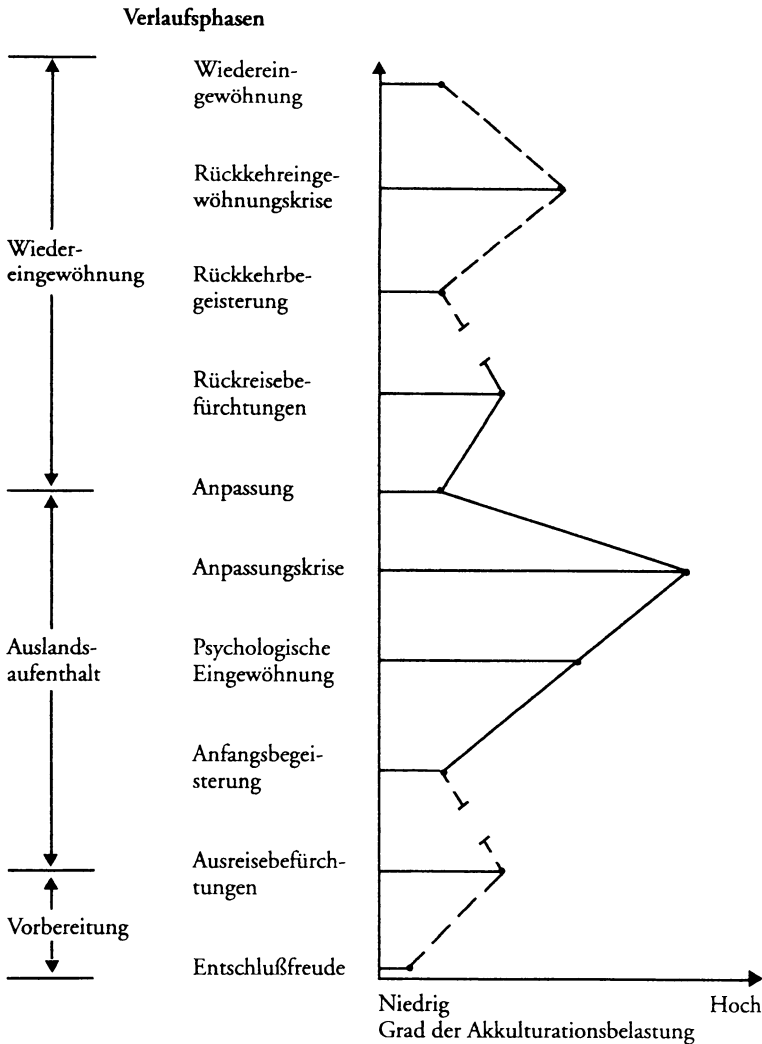 Verlaufsphasen
Wiederein-
gewöhnung
Rückkehreinge-
wöhnungskrise
Wieder-
eingewöhnung
Rückkehrbe-
geisterung
Rückreisebe-
fürchtungen
Anpassung
Anpassungskrise
Auslands-
aufenthalt
Psychologische
Eingewöhnung
Anfangsbegei-
sterung
Ausreisebefürch-
tungen
Vorbereitung
Entschlußfreude
Niedrig Hoch
Grad der Akkulturationsbelastung